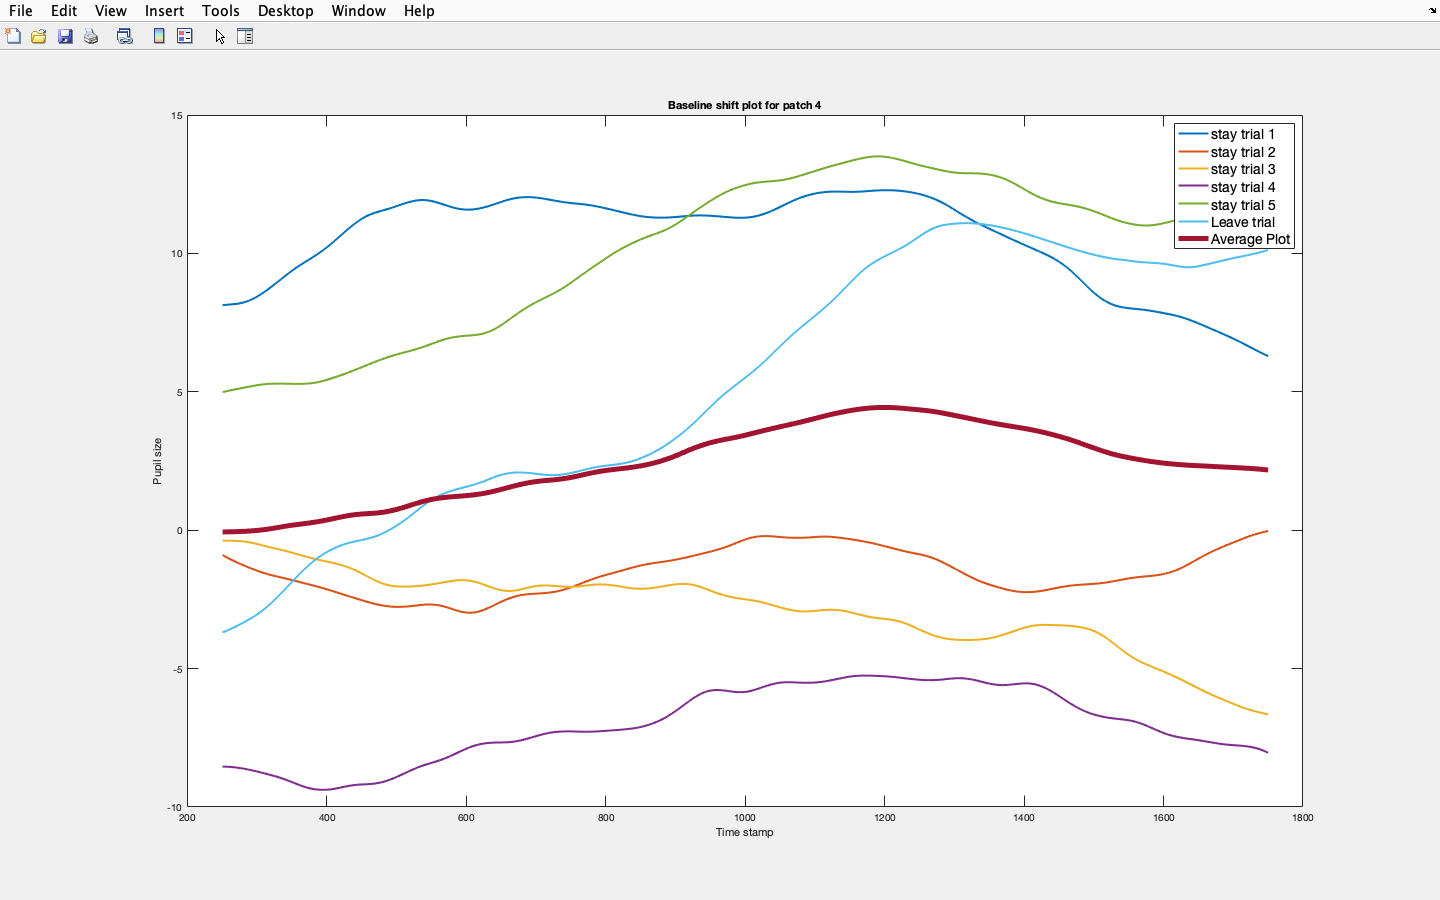 File Edit View Insert Tools Desktop Window Help
Baseline shift plot for patch 4
15
10
5
0
-5
-10
Pupil size
200 400 600 800 1000 1200 1400 1600 1800
Time stamp
stay trial 1
stay trial 2
stay trial 3
stay trial 4
stay trial 5
Leave trial
Average Plot